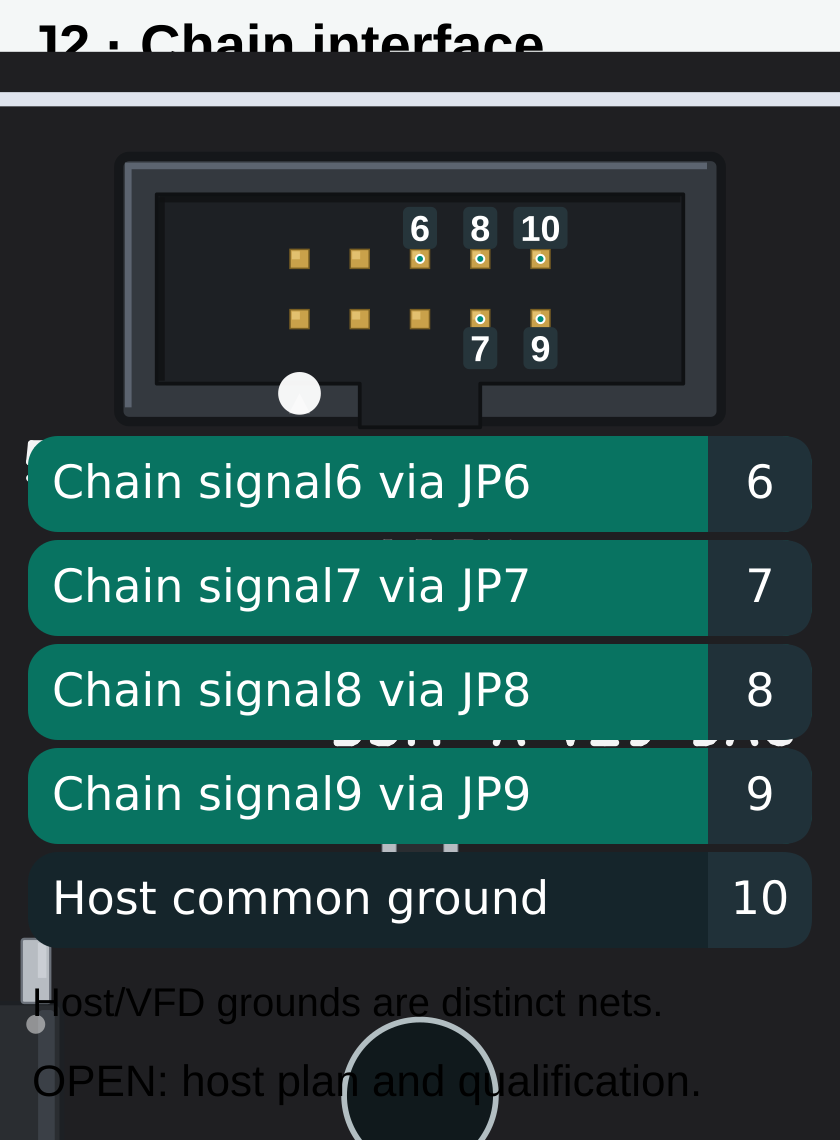 J2 · Chain interface
6 8 10
7 9
Chain signal6 via JP6 6
Chain signal7 via JP7 7
Chain signal8 via JP8 8
Chain signal9 via JP9 9
Host common ground 10
Host/VFD grounds are distinct nets.
OPEN: host plan and qualification.